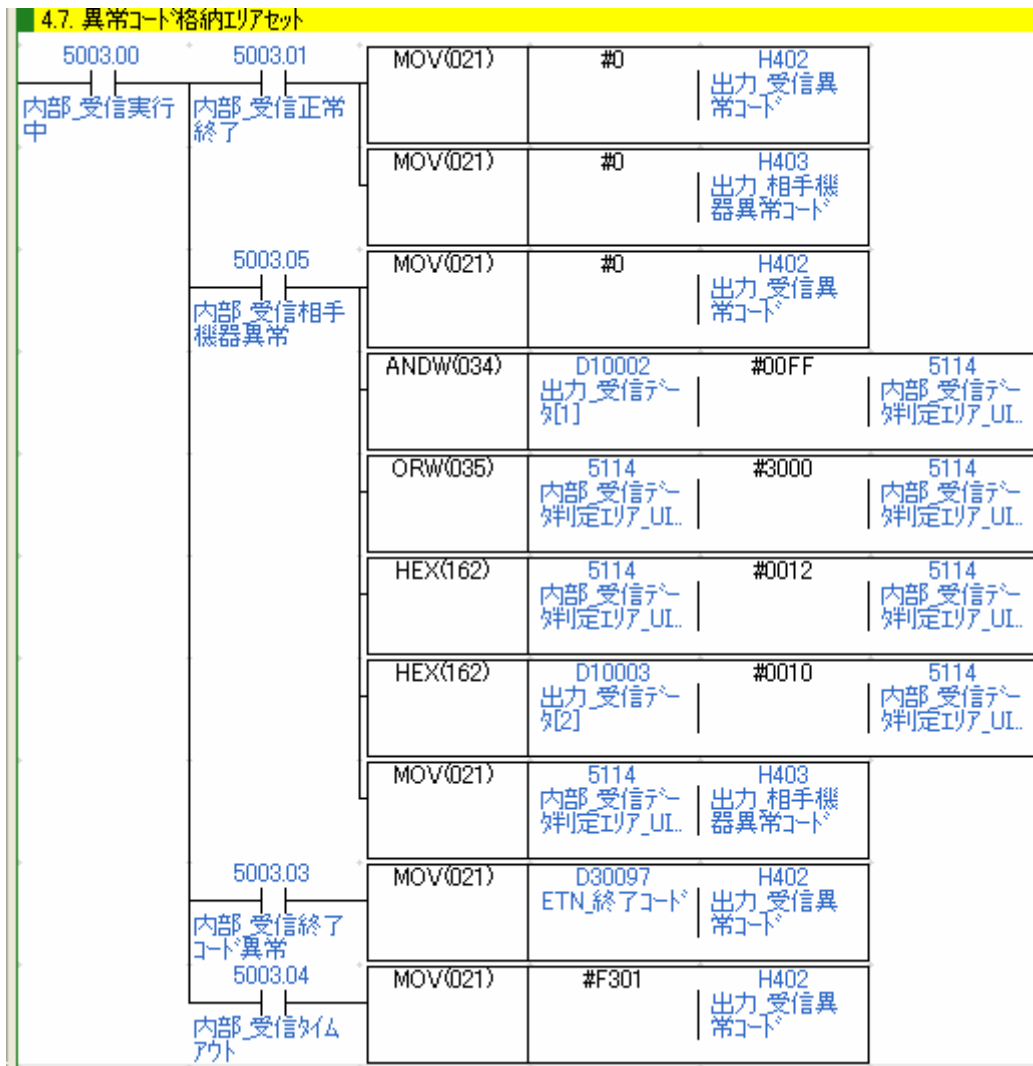 4.7. 異常ｺｰﾄﾞ格納ｴﾘｱｾｯﾄ
5003.00
内部_受信実行
中
5003.01
内部_受信正常
終了
MOV(021)
#0
H402
出力_受信異
常ｺｰﾄﾞ
MOV(021)
#0
H403
出力_相手機
器異常ｺｰﾄﾞ
5003.05
内部_受信相手
機器異常
MOV(021)
#0
H402
出力_受信異
常ｺｰﾄﾞ
ANDW(034)
D10002
出力_受信ﾃﾞｰ
ﾀ[1]
#00FF
5114
内部_受信ﾃﾞｰ
ﾀ判定ｴﾘｱ_UI..
ORW(035)
5114
内部_受信ﾃﾞｰ
ﾀ判定ｴﾘｱ_UI..
#3000
5114
内部_受信ﾃﾞｰ
ﾀ判定ｴﾘｱ_UI..
HEX(162)
5114
内部_受信ﾃﾞｰ
ﾀ判定ｴﾘｱ_UI..
#0012
5114
内部_受信ﾃﾞｰ
ﾀ判定ｴﾘｱ_UI..
HEX(162)
D10003
出力_受信ﾃﾞｰ
ﾀ[2]
#0010
5114
内部_受信ﾃﾞｰ
ﾀ判定ｴﾘｱ_UI..
MOV(021)
5114
内部_受信ﾃﾞｰ
ﾀ判定ｴﾘｱ_UI..
H403
出力_相手機
器異常ｺｰﾄﾞ
5003.03
内部_受信終了
ｺｰﾄﾞ異常
MOV(021)
D30097
ETN_終了ｺｰﾄﾞ
H402
出力_受信異
常ｺｰﾄﾞ
5003.04
内部_受信ﾀｲﾑ
ｱｳﾄ
MOV(021)
#F301
H402
出力_受信異
常ｺｰﾄﾞ